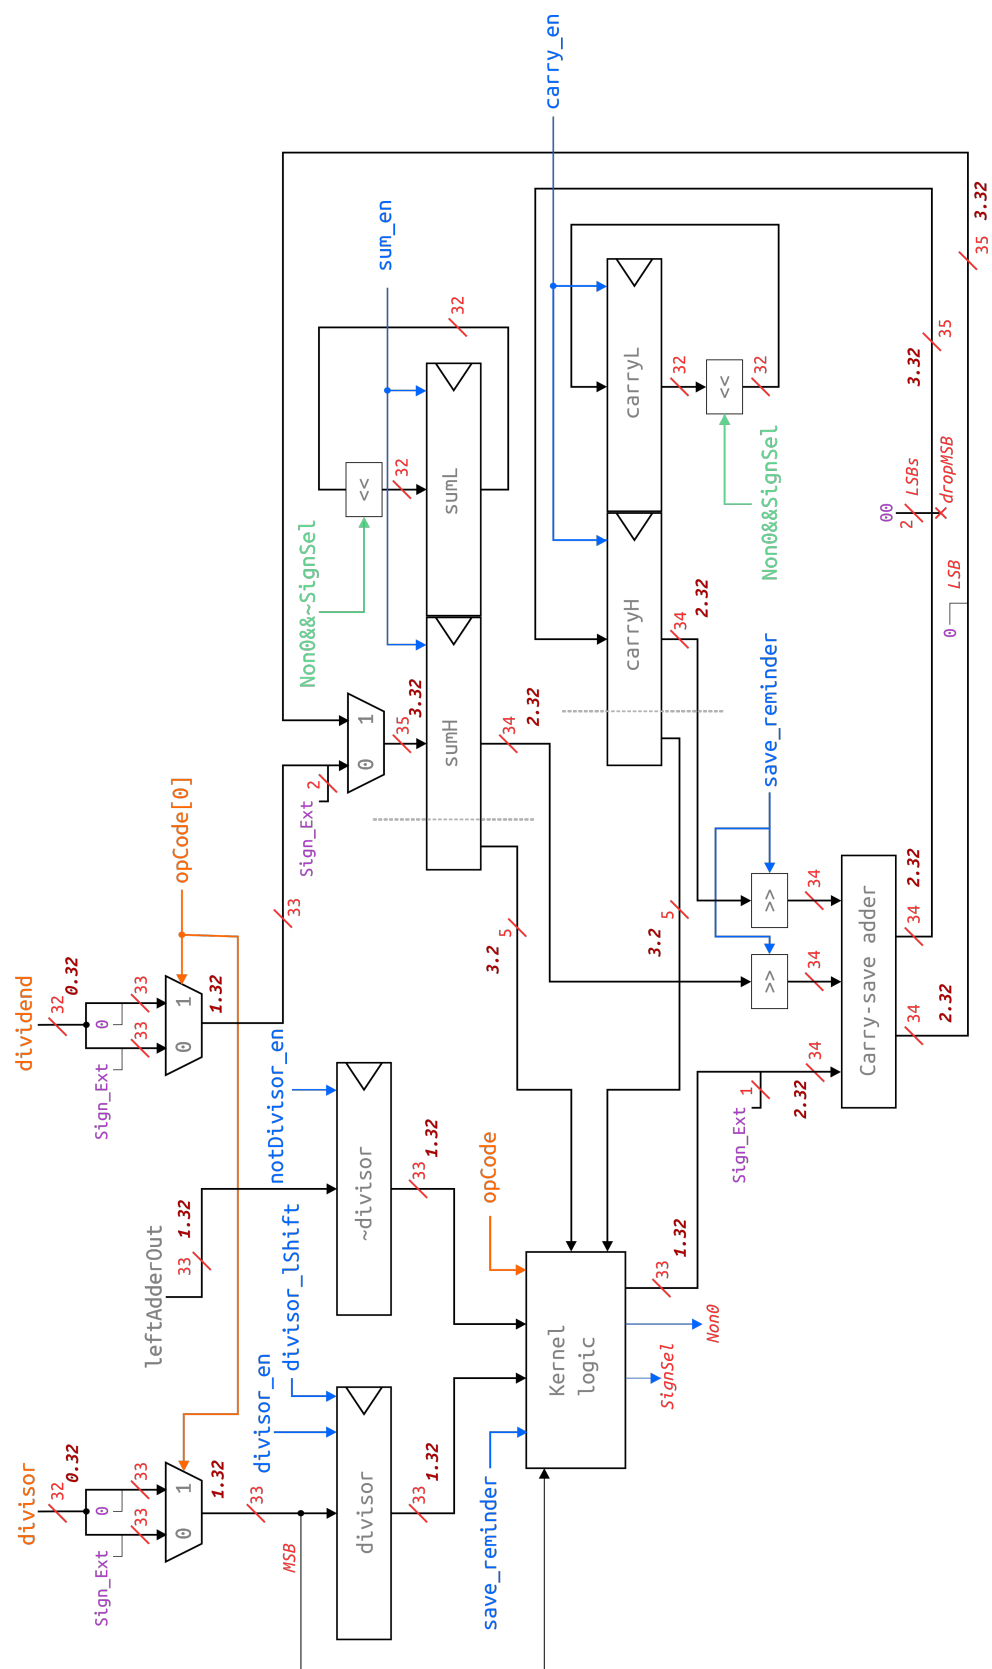 divisor
dividend
32
0.32
32
0.32
Sign_Ext
0
Sign_Ext
0
33
33
33
33
leftAdderOut
opCode[0]
0 1
0 1
33
1.32
1.32
1.32
33
MSB
divisor_en
divisor_lShift
notDivisor_en
33
Sign_Ext
2
Non0&&~SignSel
divisor
~divisor
0 1
<<
sum_en
33
1.32
33
1.32
35
3.32
32
32
sumH
sumL
save_reminder
opCode
3.2
5
34
2.32
carry_en
Kernel
logic
carryH
carryL
3.2
5
33
1.32
34
2.32
32
SignSel
Non0
<<
Sign_Ext
1
save_reminder
Non0&&SignSel
32
>>
>>
2.32
34
34
34
Carry-save adder
00
2
LSBs
34
2.32
34
2.32
3.32
35
dropMSB
0
LSB
35
3.32